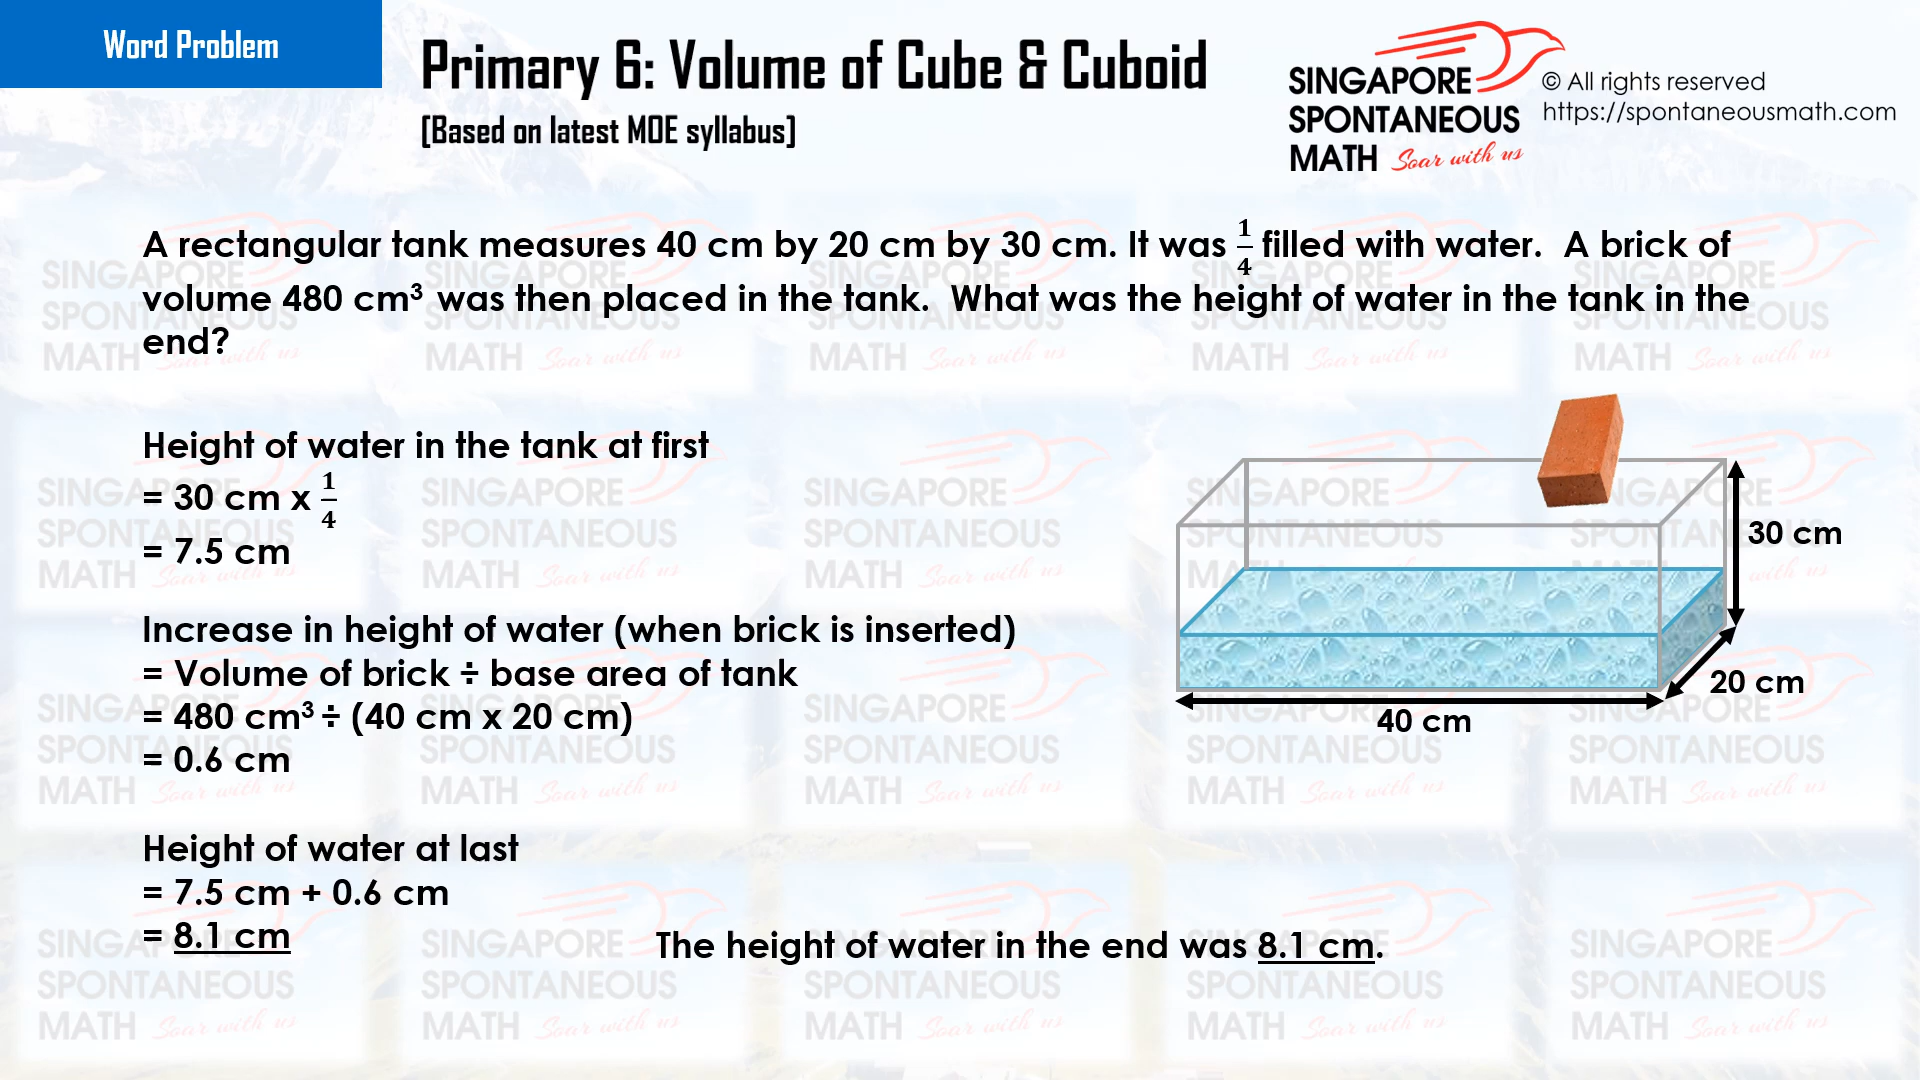 Word Problem
Primary 6: Volume of Cube & Cuboid
[Based on latest MOE syllabus]
SINGAPORE
SPONTANEOUS
MATH Soar with us
© All rights reserved
https://spontaneousmath.com
A rectangular tank measures 40 cm by 20 cm by 30 cm. It was 1/4 filled with water. A brick of
volume 480 cm³ was then placed in the tank. What was the height of water in the tank in the
end?
Height of water in the tank at first
= 30 cm x 1/4
= 7.5 cm
Increase in height of water (when brick is inserted)
= Volume of brick ÷ base area of tank
= 480 cm³ ÷ (40 cm x 20 cm)
= 0.6 cm
Height of water at last
= 7.5 cm + 0.6 cm
= 8.1 cm
The height of water in the end was 8.1 cm.
30 cm
20 cm
40 cm